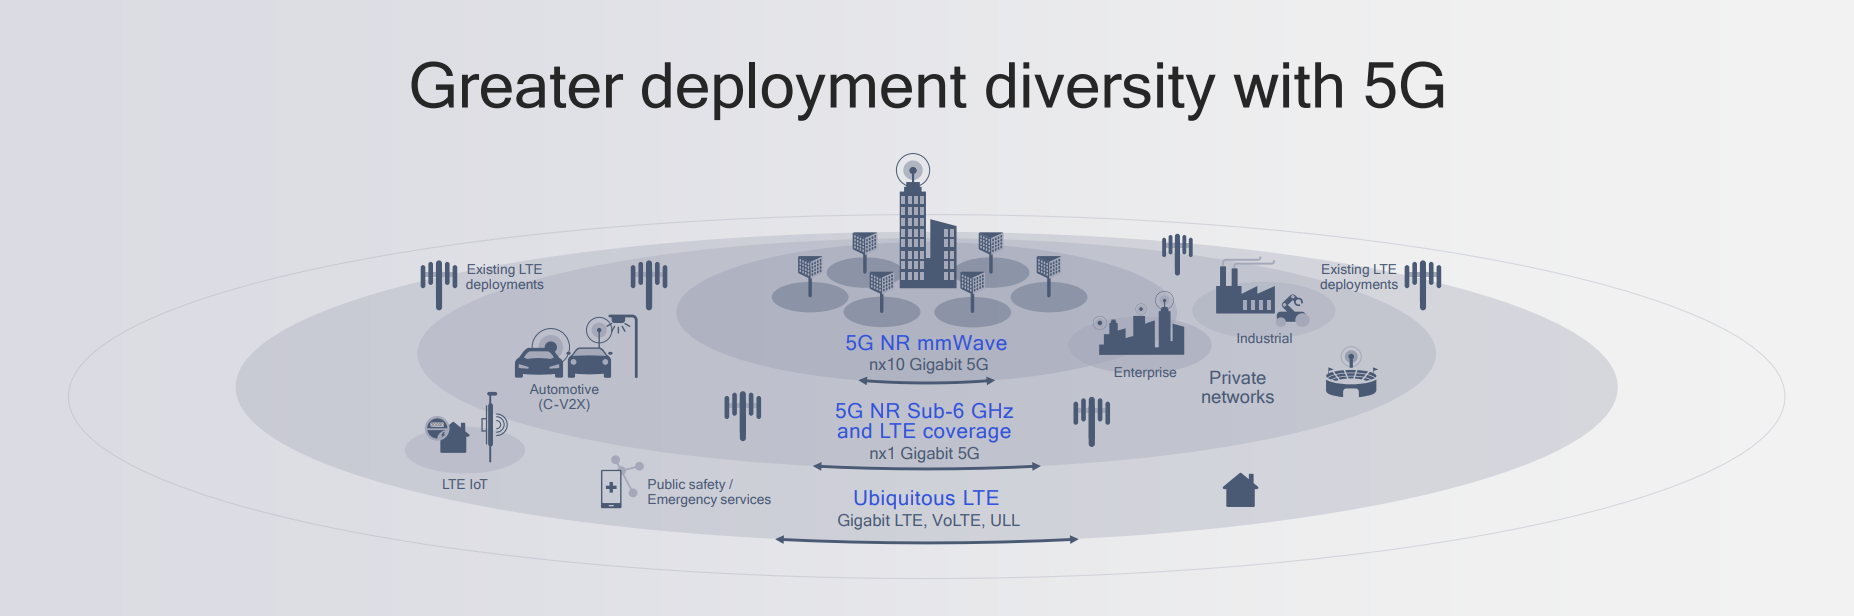 Greater deployment diversity with 5G
Existing LTE
deployments
Existing LTE
deployments
5G NR mmWave
nx10 Gigabit 5G
Industrial
Enterprise
Private
networks
Automotive
(C-V2X)
5G NR Sub-6 GHz
and LTE coverage
nx1 Gigabit 5G
LTE IoT
Public safety /
Emergency services
Ubiquitous LTE
Gigabit LTE, VoLTE, ULL